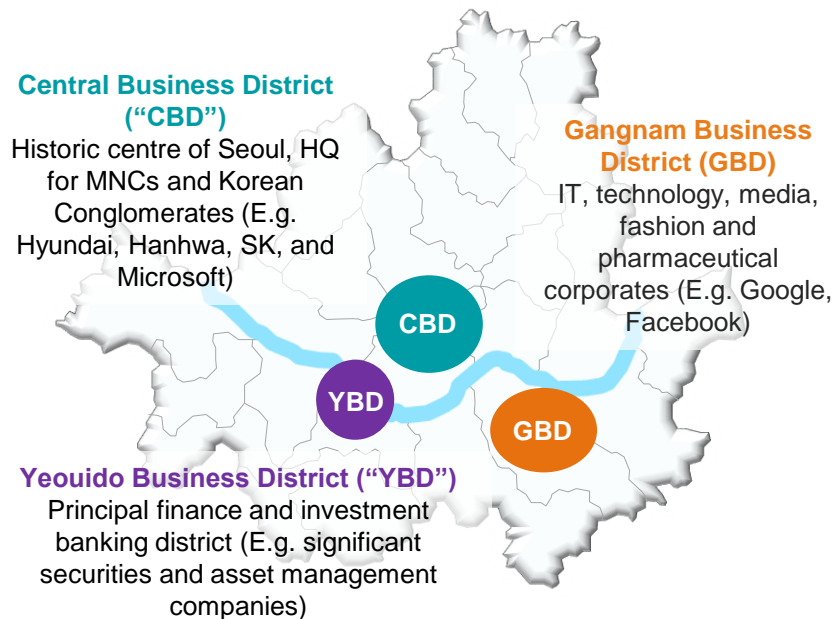 Central Business District
(“CBD”)
Historic centre of Seoul, HQ
for MNCs and Korean
Conglomerates (E.g.
Hyundai, Hanhwa, SK, and
Microsoft)
Gangnam Business
District (GBD)
IT, technology, media,
fashion and
pharmaceutical
corporates (E.g. Google,
Facebook)
CBD
YBD
GBD
Yeouido Business District (“YBD”)
Principal finance and investment
banking district (E.g. significant
securities and asset management
companies)